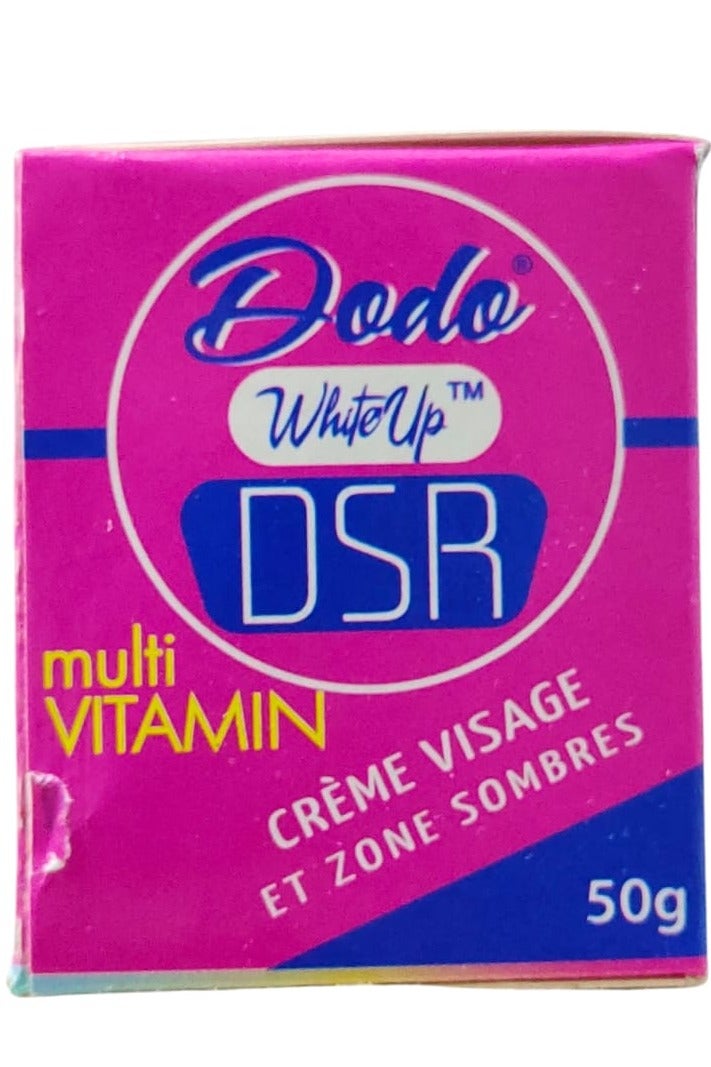 Dodo®
WhiteUp™
DSR
multi
VITAMIN
CRÈME VISAGE
ET ZONE SOMBRES
50g